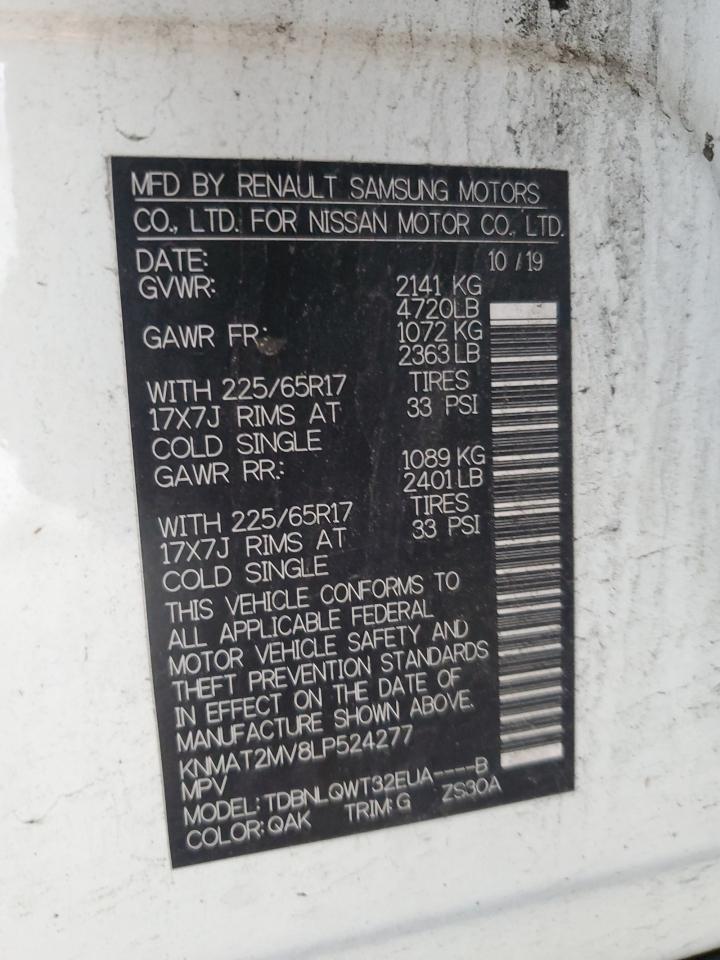 MFD BY RENAULT SAMSUNG MOTORS
CO., LTD. FOR NISSAN MOTOR CO., LTD.
DATE: 10 / 19
GVWR: 2141 KG
4720LB
GAWR FR: 1072 KG
2363 LB
WITH 225/65R17 TIRES
17X7J RIMS AT 33 PSI
COLD SINGLE
GAWR RR: 1089 KG
2401 LB
WITH 225/65R17 TIRES
17X7J RIMS AT 33 PSI
COLD SINGLE
THIS VEHICLE CONFORMS TO
ALL APPLICABLE FEDERAL
MOTOR VEHICLE SAFETY AND
THEFT PREVENTION STANDARDS
IN EFFECT ON THE DATE OF
MANUFACTURE SHOWN ABOVE.
KNMAT2MV8LP524277
MPV
MODEL: TDBNLQWT32EUA----B
COLOR: QAK TRIM: G ZS30A